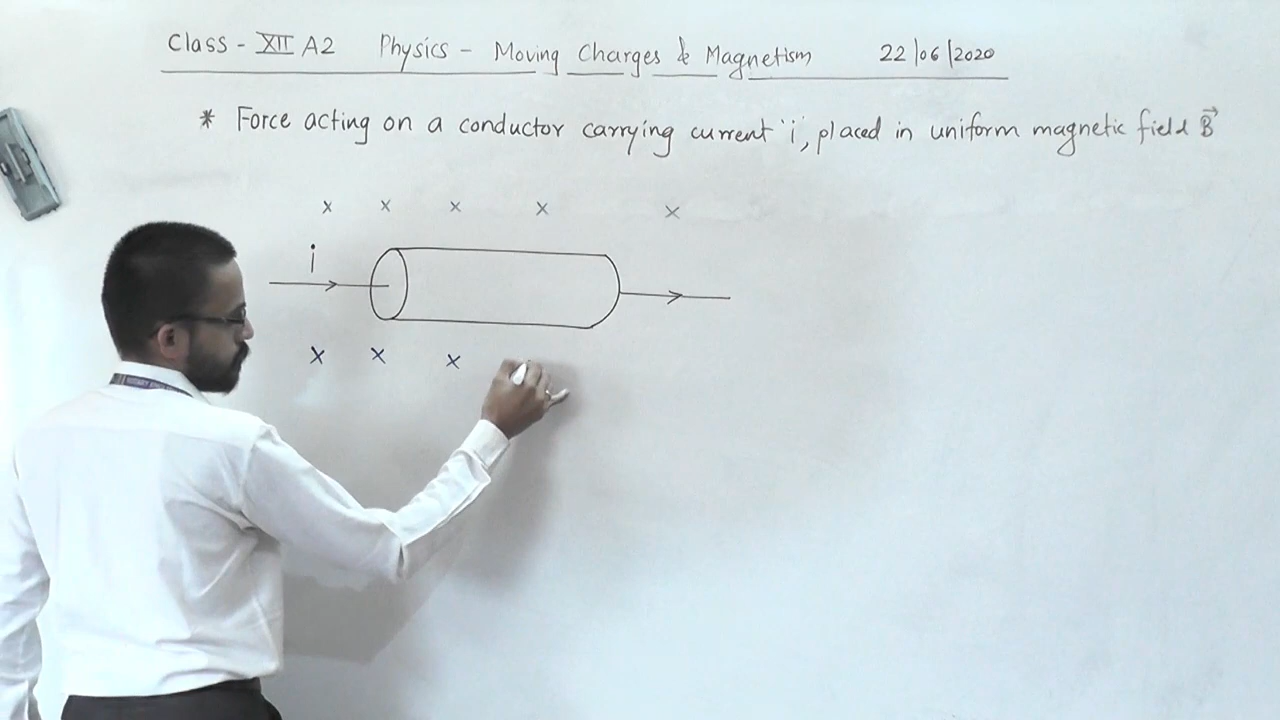 Class - XII A2 Physics - Moving Charges & Magnetism 22/06/2020
* Force acting on a conductor carrying current 'i', placed in uniform magnetic field B⃗
x x x x x
i
x x x